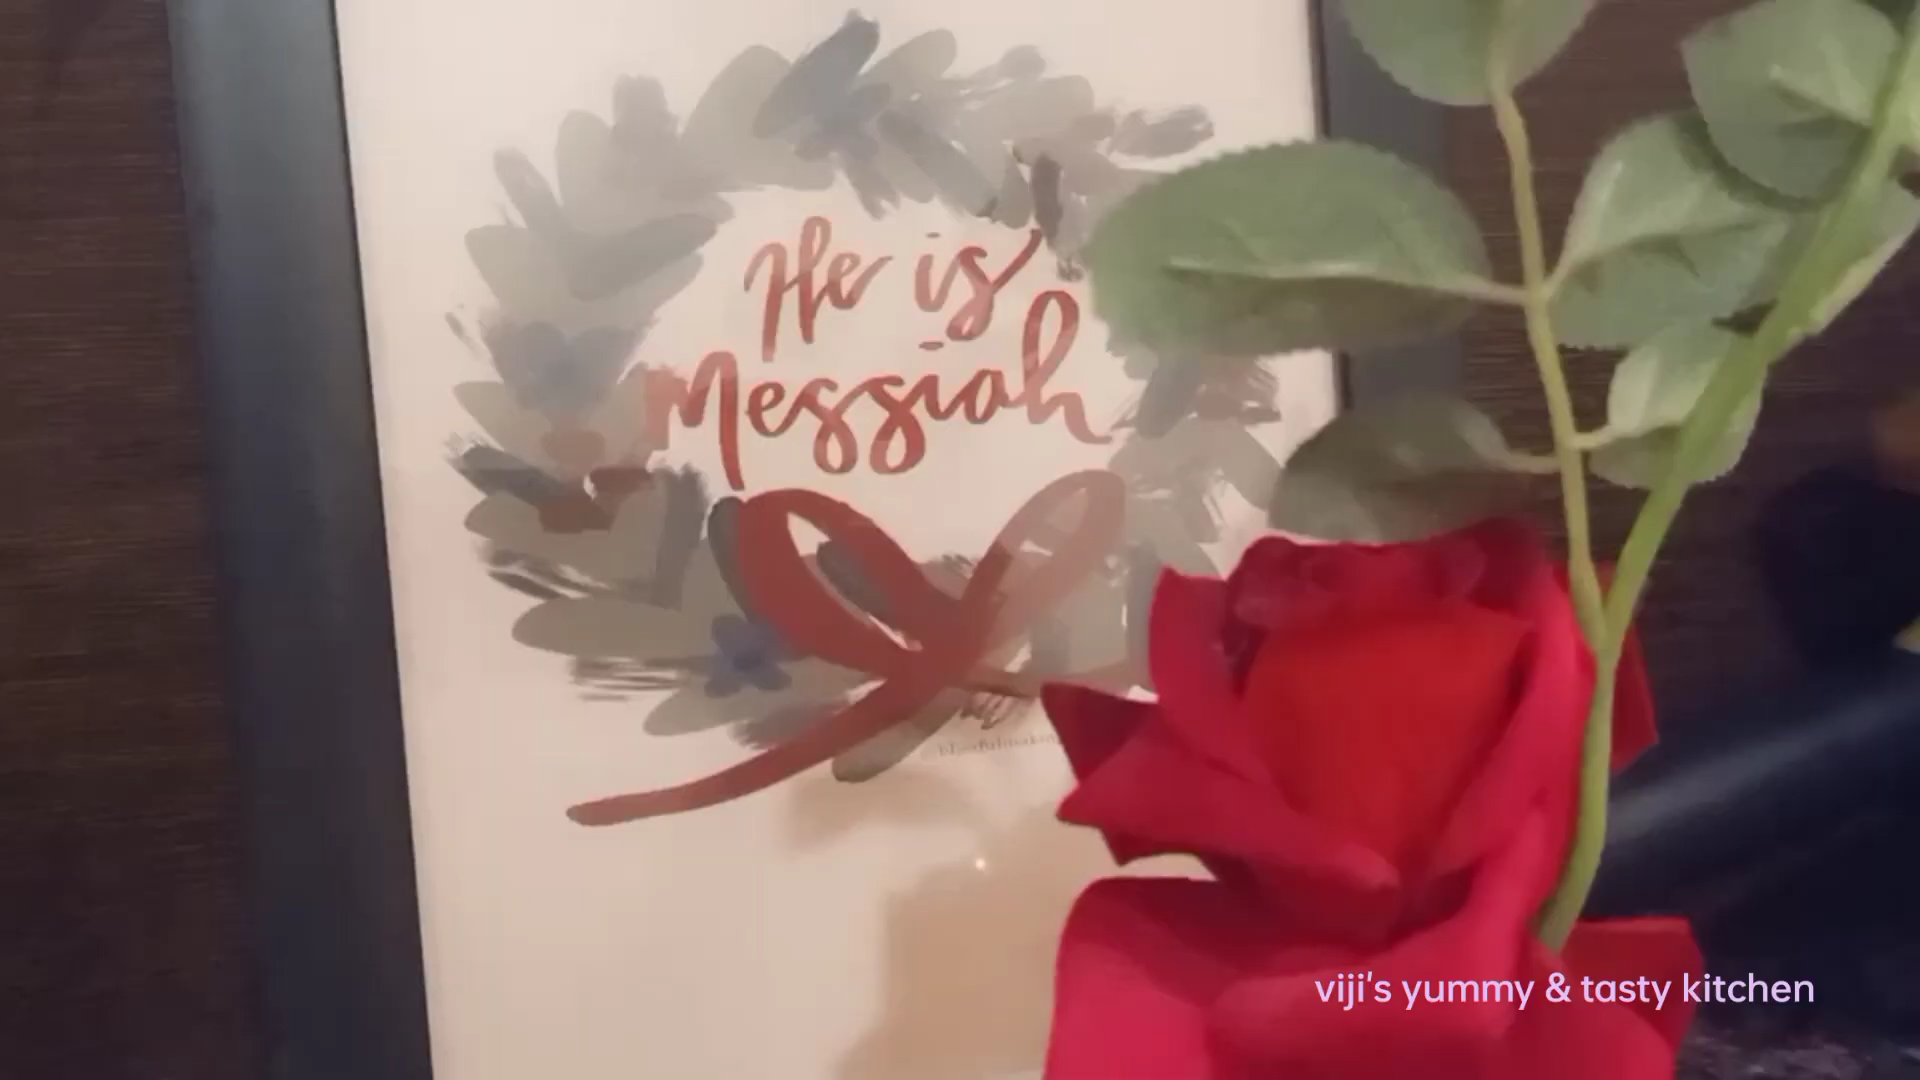 He is
Messiah
viji's yummy & tasty kitchen